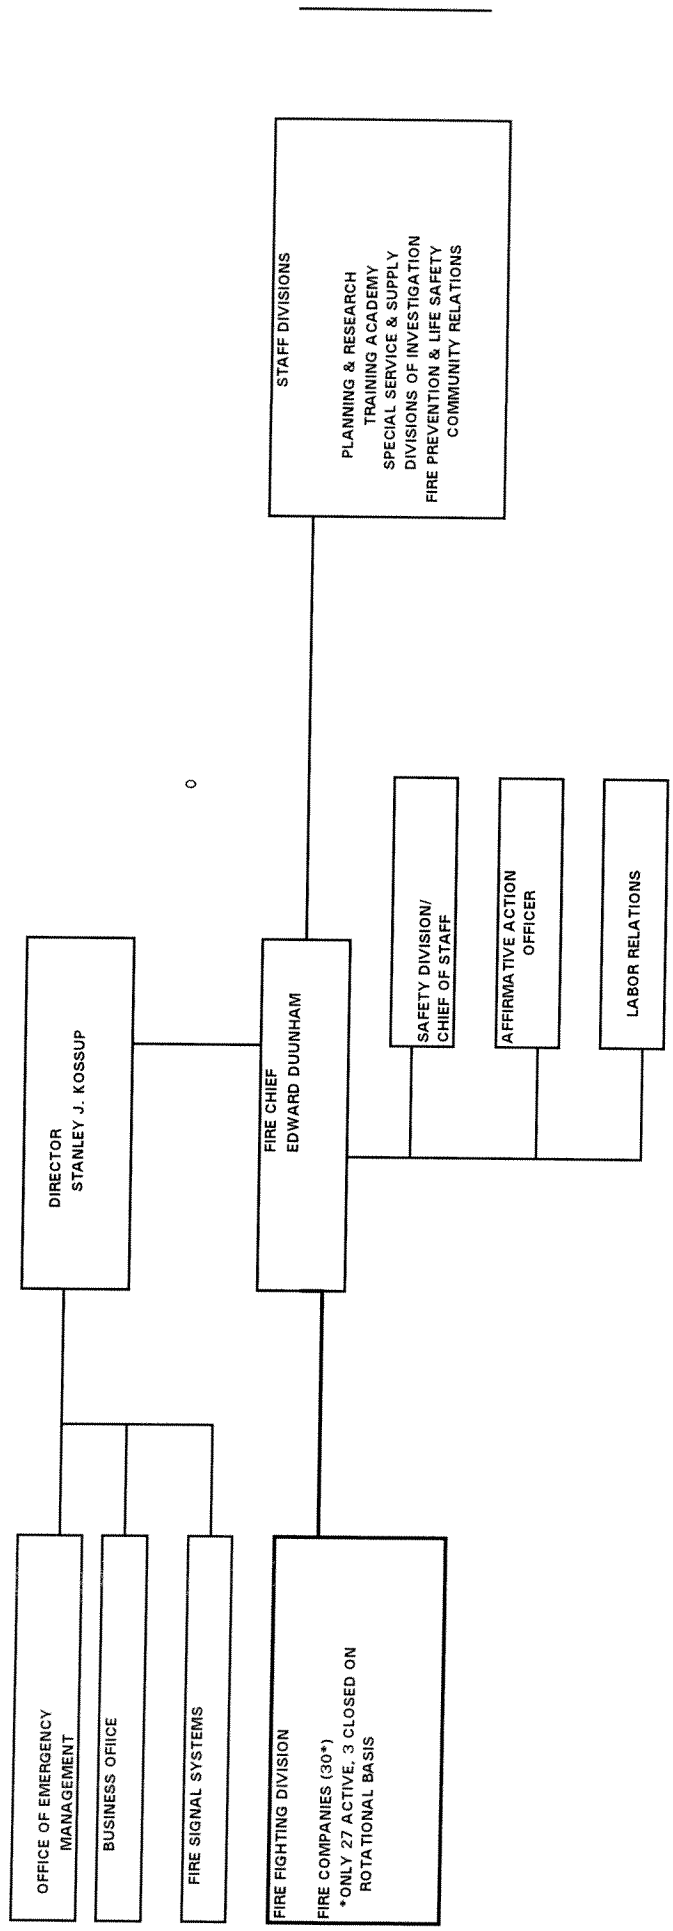 DIRECTOR
STANLEY J. KOSSUP
OFFICE OF EMERGENCY
MANAGEMENT
BUSINESS OFIICE
FIRE SIGNAL SYSTEMS
FIRE CHIEF
EDWARD DUUNHAM
FIRE FIGHTING DIVISION
FIRE COMPANIES (30*)
*ONLY 27 ACTIVE, 3 CLOSED ON
ROTATIONAL BASIS
STAFF DIVISIONS
PLANNING & RESEARCH
TRAINING ACADEMY
SPECIAL SERVICE & SUPPLY
DIVISIONS OF INVESTIGATION
FIRE PREVENTION & LIFE SAFETY
COMMUNITY RELATIONS
SAFETY DIVISION/
CHIEF OF STAFF
AFFIRMATIVE ACTION
OFFICER
LABOR RELATIONS